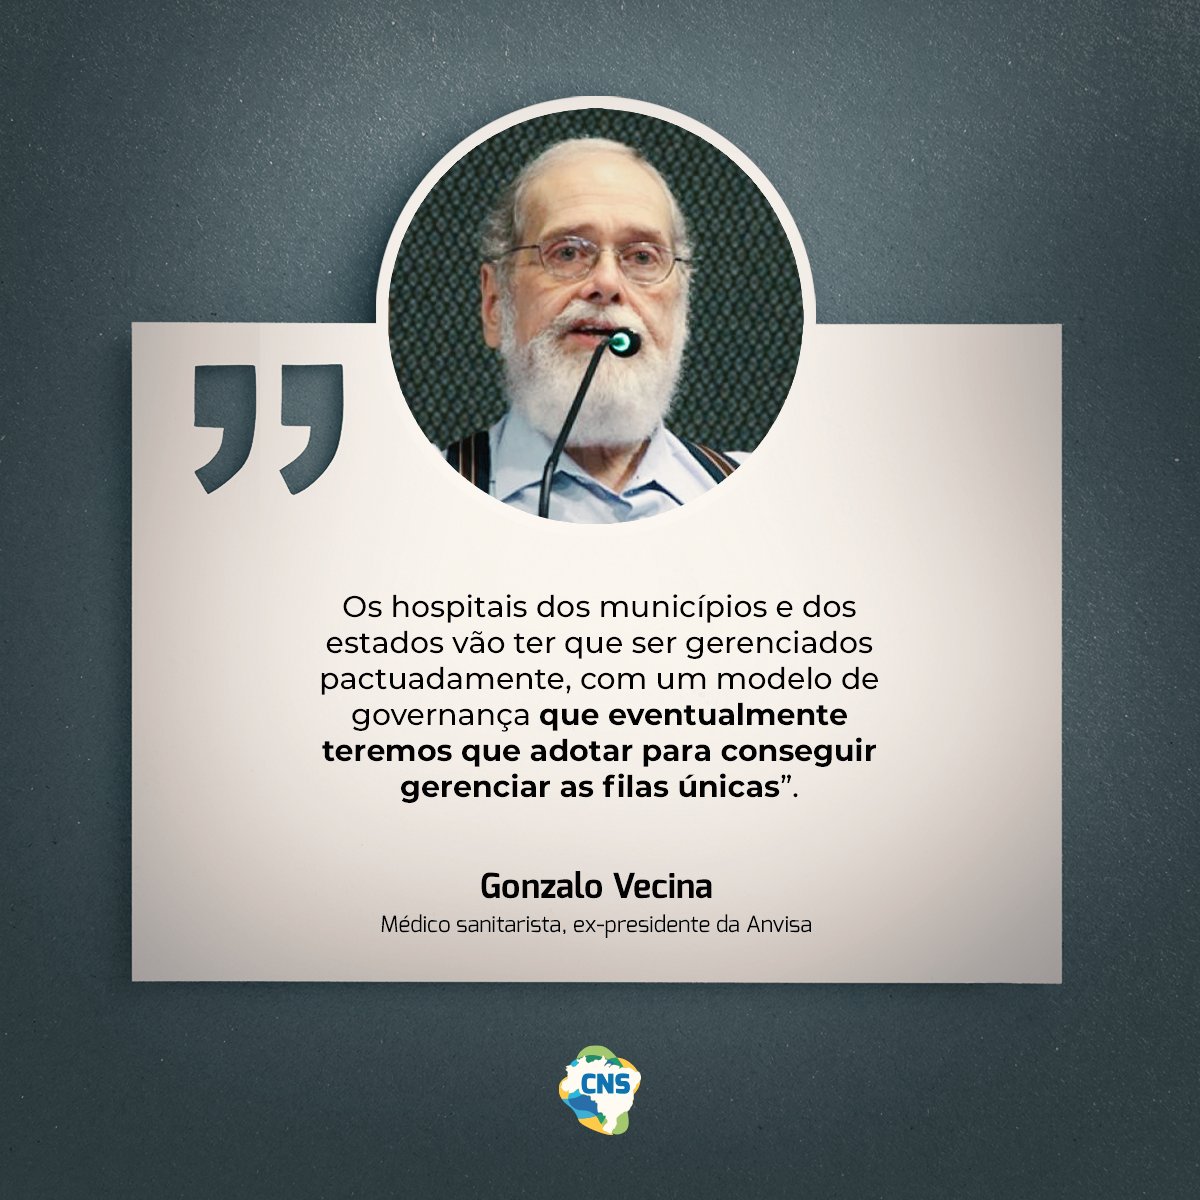 Os hospitais dos municípios e dos
estados vão ter que ser gerenciados
pactuadamente, com um modelo de
governança que eventualmente
teremos que adotar para conseguir
gerenciar as filas únicas”.
Gonzalo Vecina
Médico sanitarista, ex-presidente da Anvisa
CNS